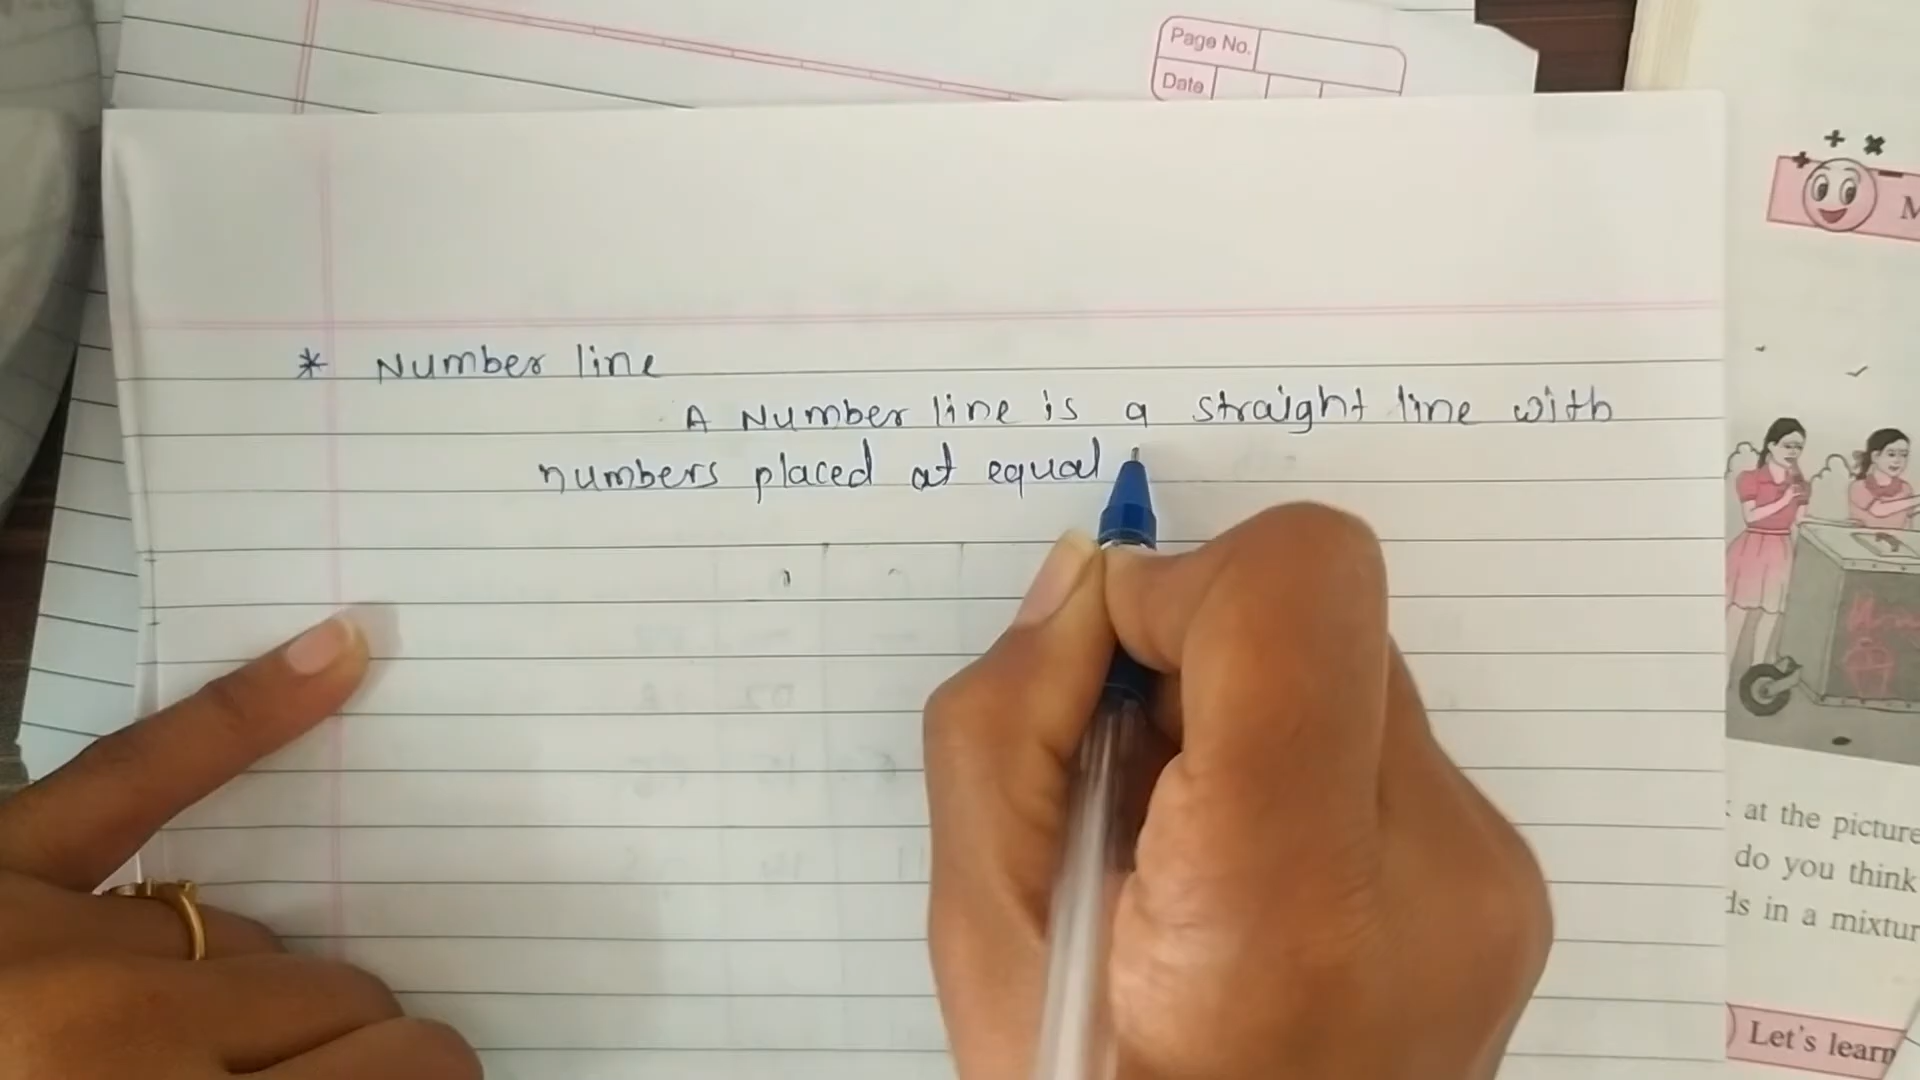 Page No.
Date
* Number line
A Number line is a straight line with
numbers placed at equal
M
at the picture
do you think
ds in a mixtur
Let's learn